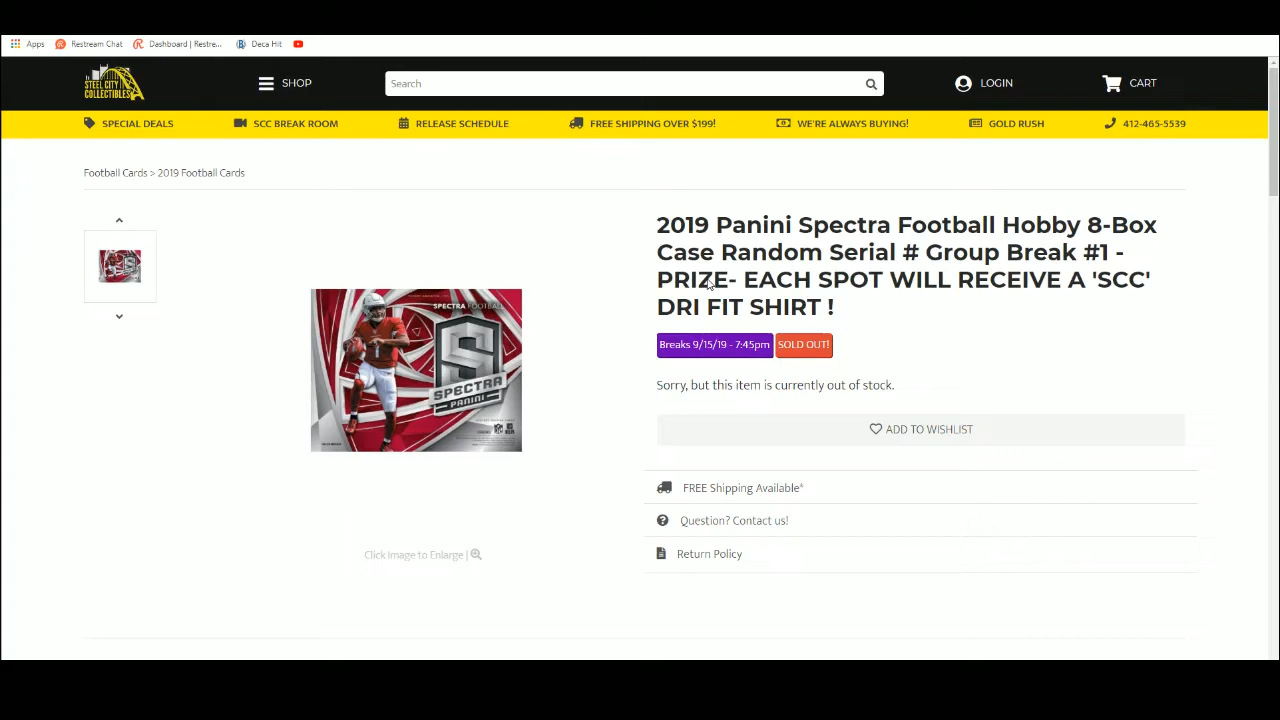 Apps
Restream Chat
Dashboard | Restre...
Deca Hit
STEEL CITY
COLLECTIBLES
SHOP
Search
LOGIN
CART
SPECIAL DEALS
SCC BREAK ROOM
RELEASE SCHEDULE
FREE SHIPPING OVER $199!
WE'RE ALWAYS BUYING!
GOLD RUSH
412-465-5539
Football Cards > 2019 Football Cards
2019 Panini Spectra Football Hobby 8-Box
Case Random Serial # Group Break #1 -
PRIZE- EACH SPOT WILL RECEIVE A 'SCC'
DRI FIT SHIRT !
SPECTRA FOOTBALL
SPECTRA
PANINI
Breaks 9/15/19 - 7:45pm
SOLD OUT!
Sorry, but this item is currently out of stock.
ADD TO WISHLIST
FREE Shipping Available*
Question? Contact us!
Return Policy
Click Image to Enlarge |